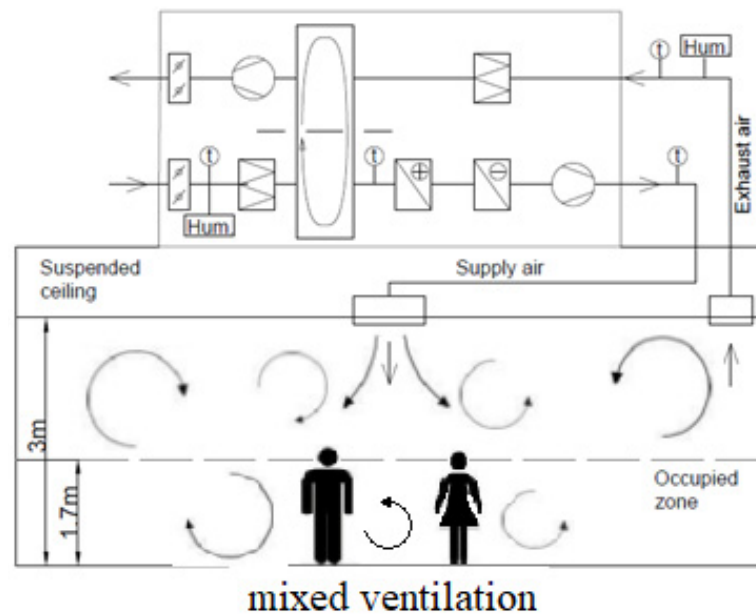 t
Hum.
t
t
t
+
−
Hum.
Exhaust air
Suspended
ceiling
Supply air
3m
1.7m
Occupied
zone
mixed ventilation